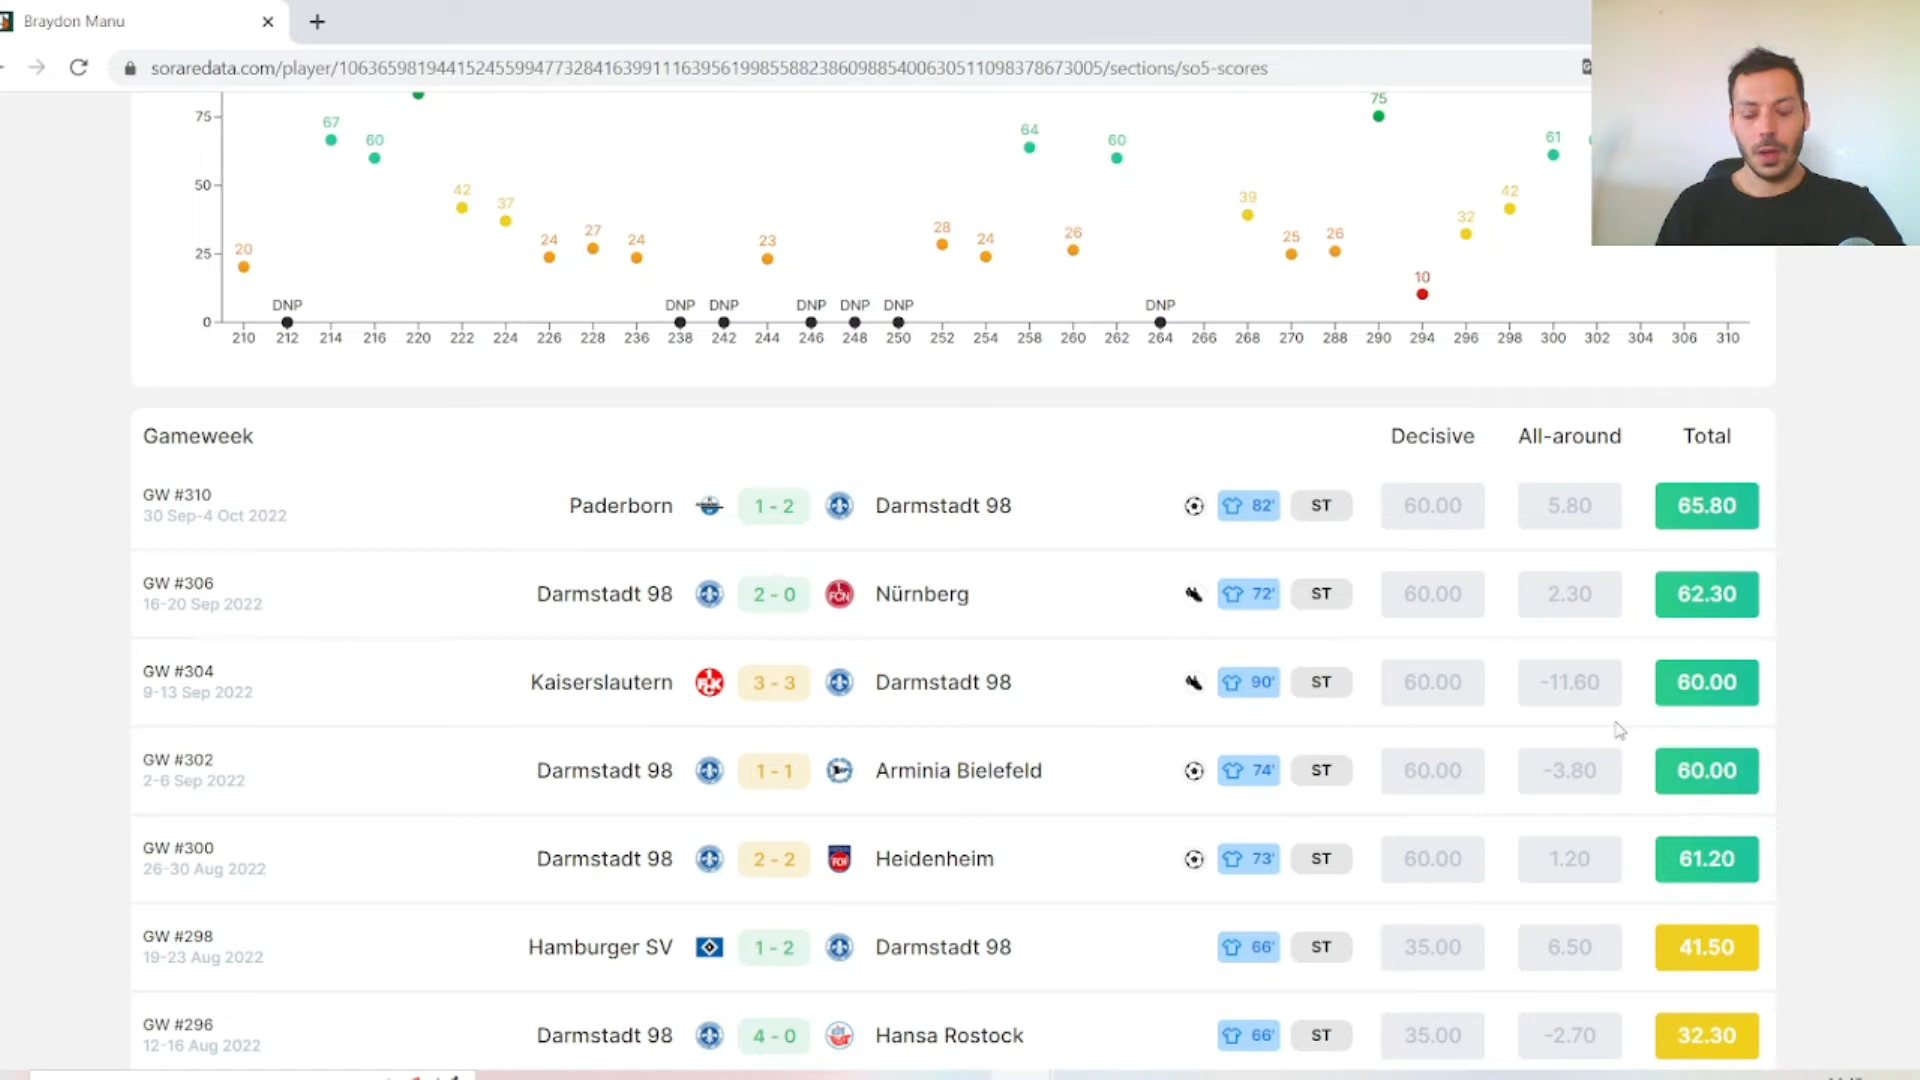 Braydon Manu
soraredata.com/player/106365981944152455994773284163991116395619985588238609885400630511098378673005/sections/so5-scores
75
67
60
75
64
60
61
50
42
37
39
42
32
25
20
24
27
24
23
28
24
26
25
26
10
DNP
DNP
DNP
DNP
DNP
DNP
DNP
0
210 212 214 216 220 222 224 226 228 236 238 242 244 246 248 250 252 254 258 260 262 264 266 268 270 288 290 294 296 298 300 302 304 306 310
Gameweek Decisive All-around Total
GW #310
30 Sep-4 Oct 2022
Paderborn 1 - 2 Darmstadt 98 82' ST 60.00 5.80 65.80
GW #306
16-20 Sep 2022
Darmstadt 98 2 - 0 FCN Nürnberg 72' ST 60.00 2.30 62.30
GW #304
9-13 Sep 2022
Kaiserslautern FCK 3 - 3 Darmstadt 98 90' ST 60.00 -11.60 60.00
GW #302
2-6 Sep 2022
Darmstadt 98 1 - 1 Arminia Bielefeld 74' ST 60.00 -3.80 60.00
GW #300
26-30 Aug 2022
Darmstadt 98 2 - 2 FCH Heidenheim 73' ST 60.00 1.20 61.20
GW #298
19-23 Aug 2022
Hamburger SV 1 - 2 Darmstadt 98 66' ST 35.00 6.50 41.50
GW #296
12-16 Aug 2022
Darmstadt 98 4 - 0 Hansa Rostock 66' ST 35.00 -2.70 32.30